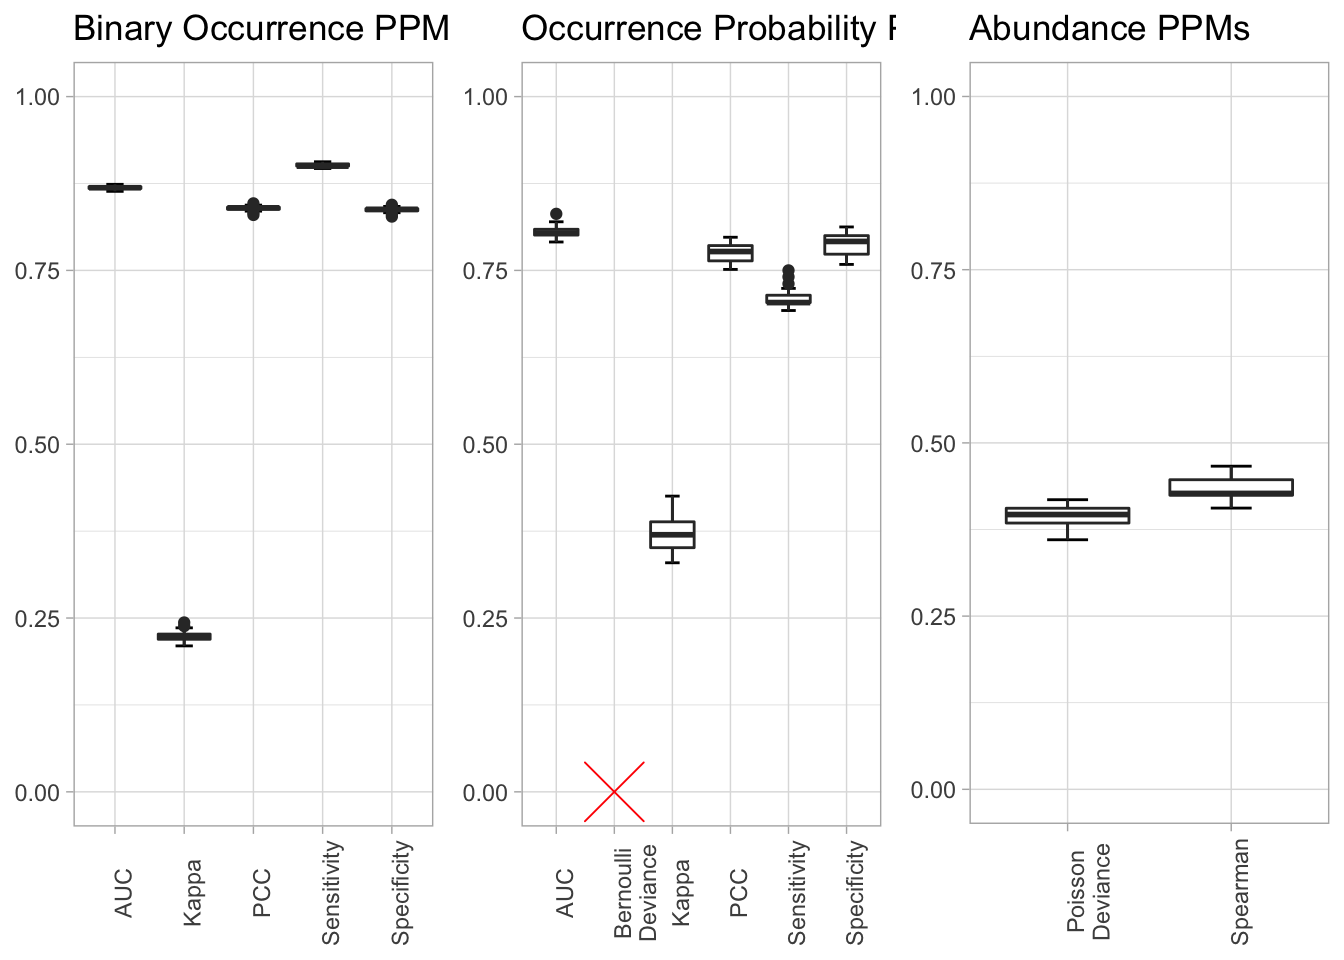 Binary Occurrence PPM
1.00
0.75
0.50
0.25
0.00
AUC
Kappa
PCC
Sensitivity
Specificity
Occurrence Probability
1.00
0.75
0.50
0.25
0.00
AUC
Bernoulli
Deviance
Kappa
PCC
Sensitivity
Specificity
Abundance PPMs
1.00
0.75
0.50
0.25
0.00
Poisson
Deviance
Spearman